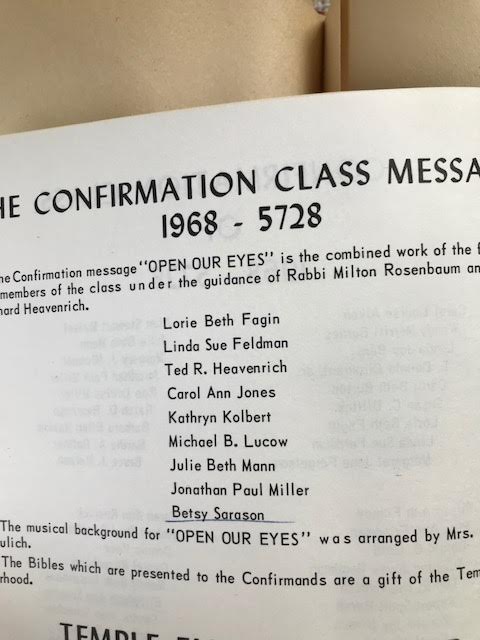 HE CONFIRMATION CLASS MESSA
1968 - 5728
he Confirmation message "OPEN OUR EYES" is the combined work of the f
members of the class under the guidance of Rabbi Milton Rosenbaum an
hard Heavenrich.
Lorie Beth Fagin
Linda Sue Feldman
Ted R. Heavenrich
Carol Ann Jones
Kathryn Kolbert
Michael B. Lucow
Julie Beth Mann
Jonathan Paul Miller
Betsy Sarason
The musical background for "OPEN OUR EYES" was arranged by Mrs.
ulich.
The Bibles which are presented to the Confirmands are a gift of the Tem
rhood.
TEMPLE